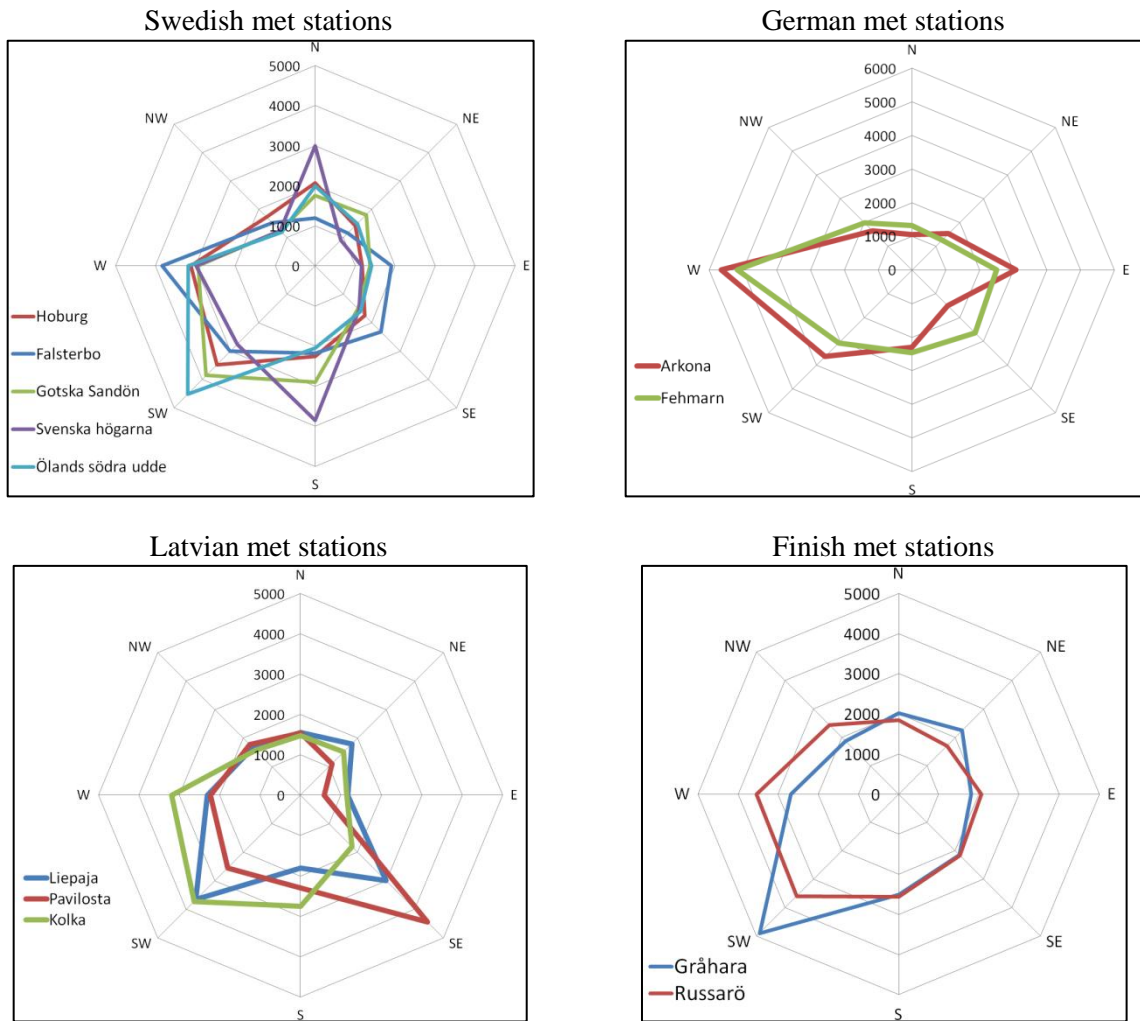 Swedish met stations
N
5000
4000
3000
2000
1000
0
NW
NE
W
E
SW
SE
S
Hoburg
Falsterbo
Gotska Sandön
Svenska högarna
Ölands södra udde
German met stations
N
6000
5000
4000
3000
2000
1000
0
NW
NE
W
E
SW
SE
S
Arkona
Fehmarn
Latvian met stations
N
5000
4000
3000
2000
1000
0
NW
NE
W
E
SW
SE
S
Liepaja
Pavilosta
Kolka
Finish met stations
N
5000
4000
3000
2000
1000
0
NW
NE
W
E
SW
SE
S
Gråhara
Russarö